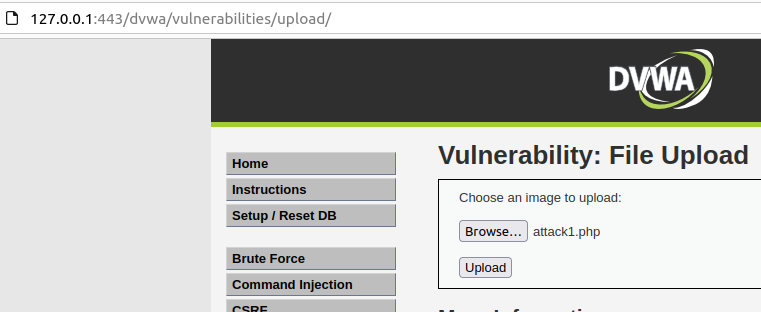 127.0.0.1:443/dvwa/vulnerabilities/upload/
DVWA
Home
Instructions
Setup / Reset DB
Brute Force
Command Injection
CSRF
Vulnerability: File Upload
Choose an image to upload:
Browse... attack1.php
Upload